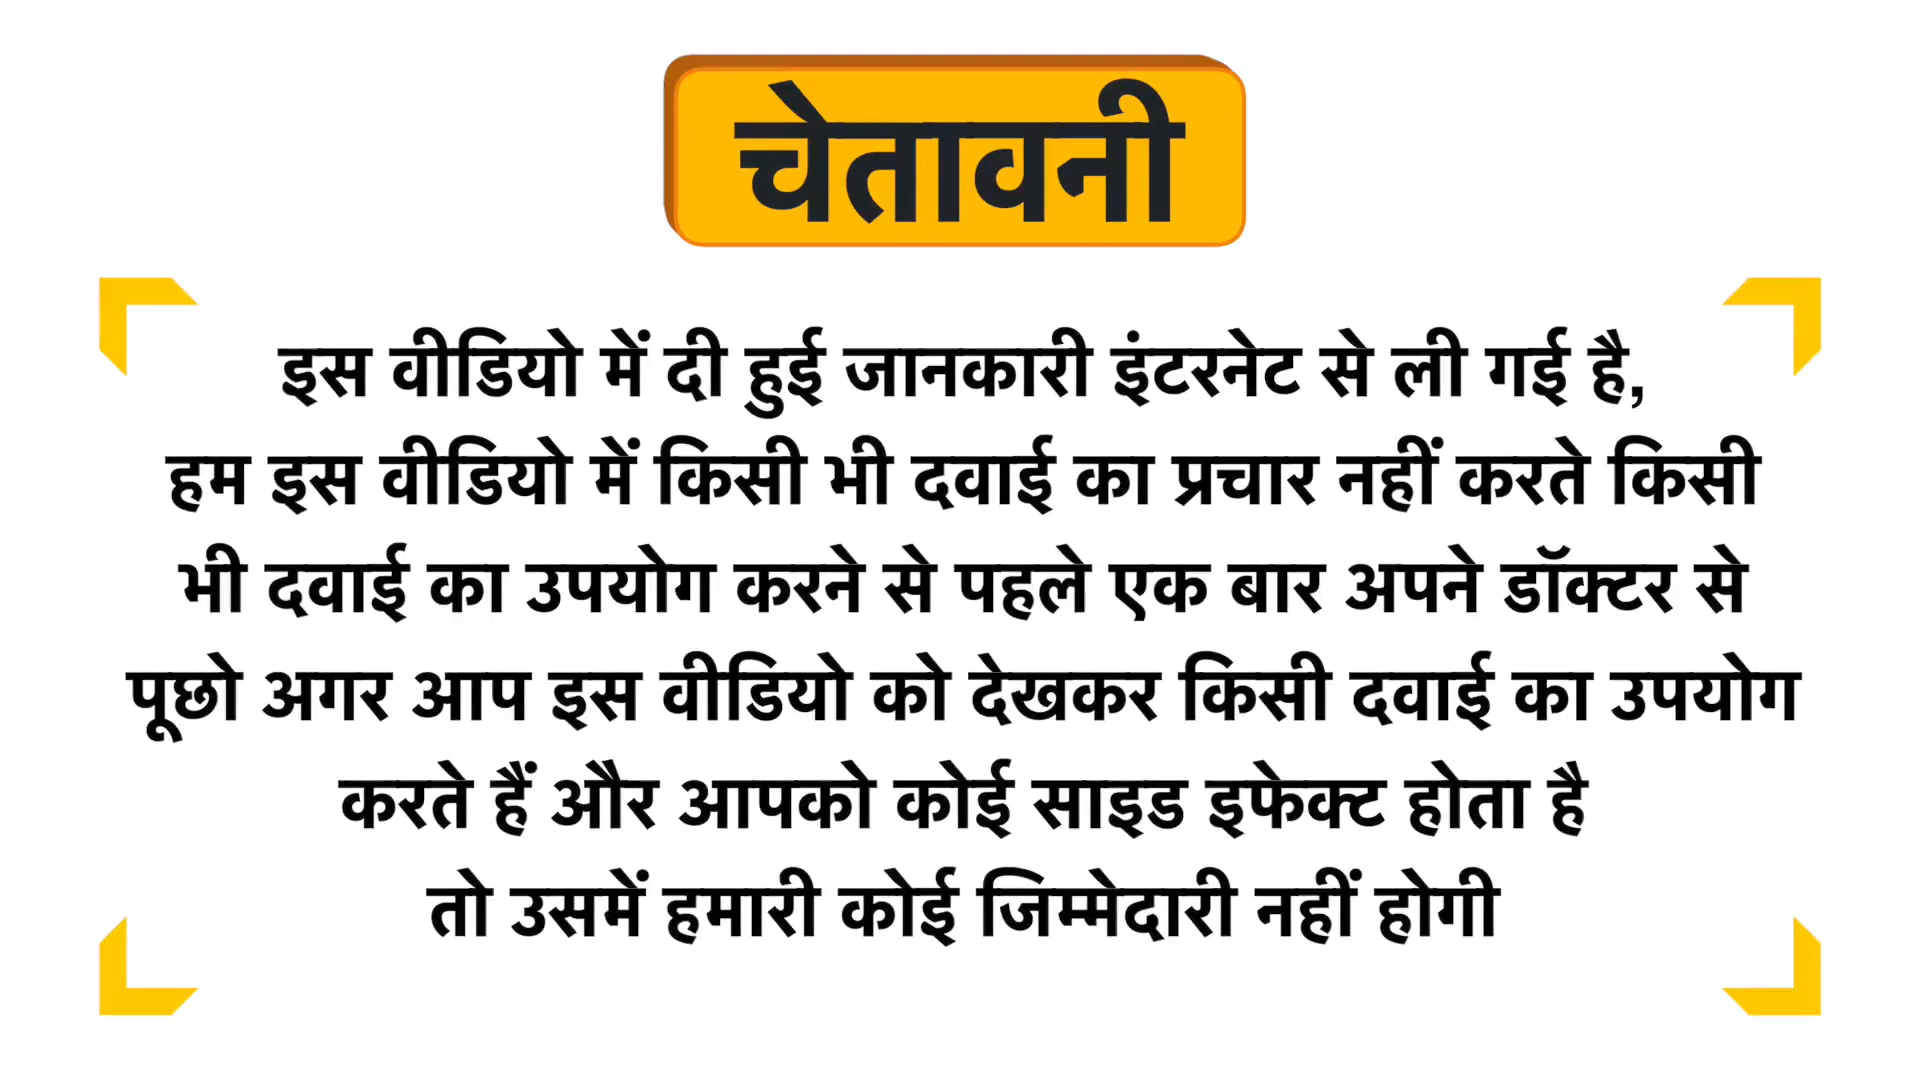 चेतावनी
इस वीडियो में दी हुई जानकारी इंटरनेट से ली गई है,
हम इस वीडियो में किसी भी दवाई का प्रचार नहीं करते किसी
भी दवाई का उपयोग करने से पहले एक बार अपने डॉक्टर से
पूछो अगर आप इस वीडियो को देखकर किसी दवाई का उपयोग
करते हैं और आपको कोई साइड इफेक्ट होता है
तो उसमें हमारी कोई जिम्मेदारी नहीं होगी